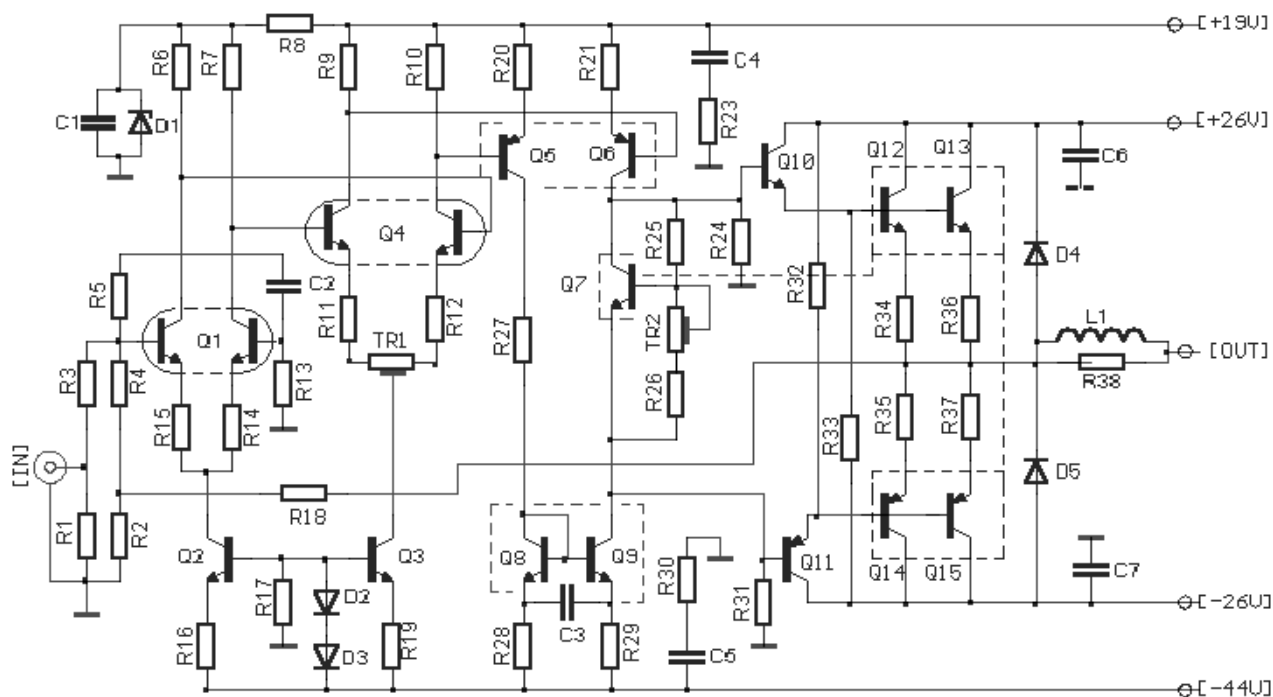 [+19V]
R8
R6
R7
R9
R10
R20
R21
C4
C1
D1
R23
[+26V]
Q5
Q6
Q10
Q12
Q13
C6
Q4
R25
R24
R5
C2
Q7
R32
D4
R11
R12
TR2
R34
R36
L1
Q1
TR1
R27
[OUT]
R3
R4
R13
R26
R38
R15
R14
R33
R35
R37
[IN]
D5
R18
R1
R2
Q2
Q3
Q8
Q9
R30
Q11
Q14
Q15
C7
R17
D2
R31
R16
D3
R19
R28
C3
R29
C5
[-26V]
[-44V]